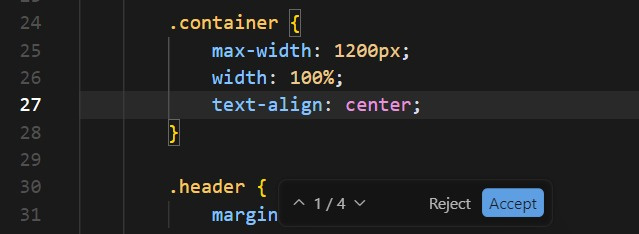 24 .container {
25 max-width: 1200px;
26 width: 100%;
27 text-align: center;
28 }
29
30 .header {
31 margin
1 / 4 Reject Accept